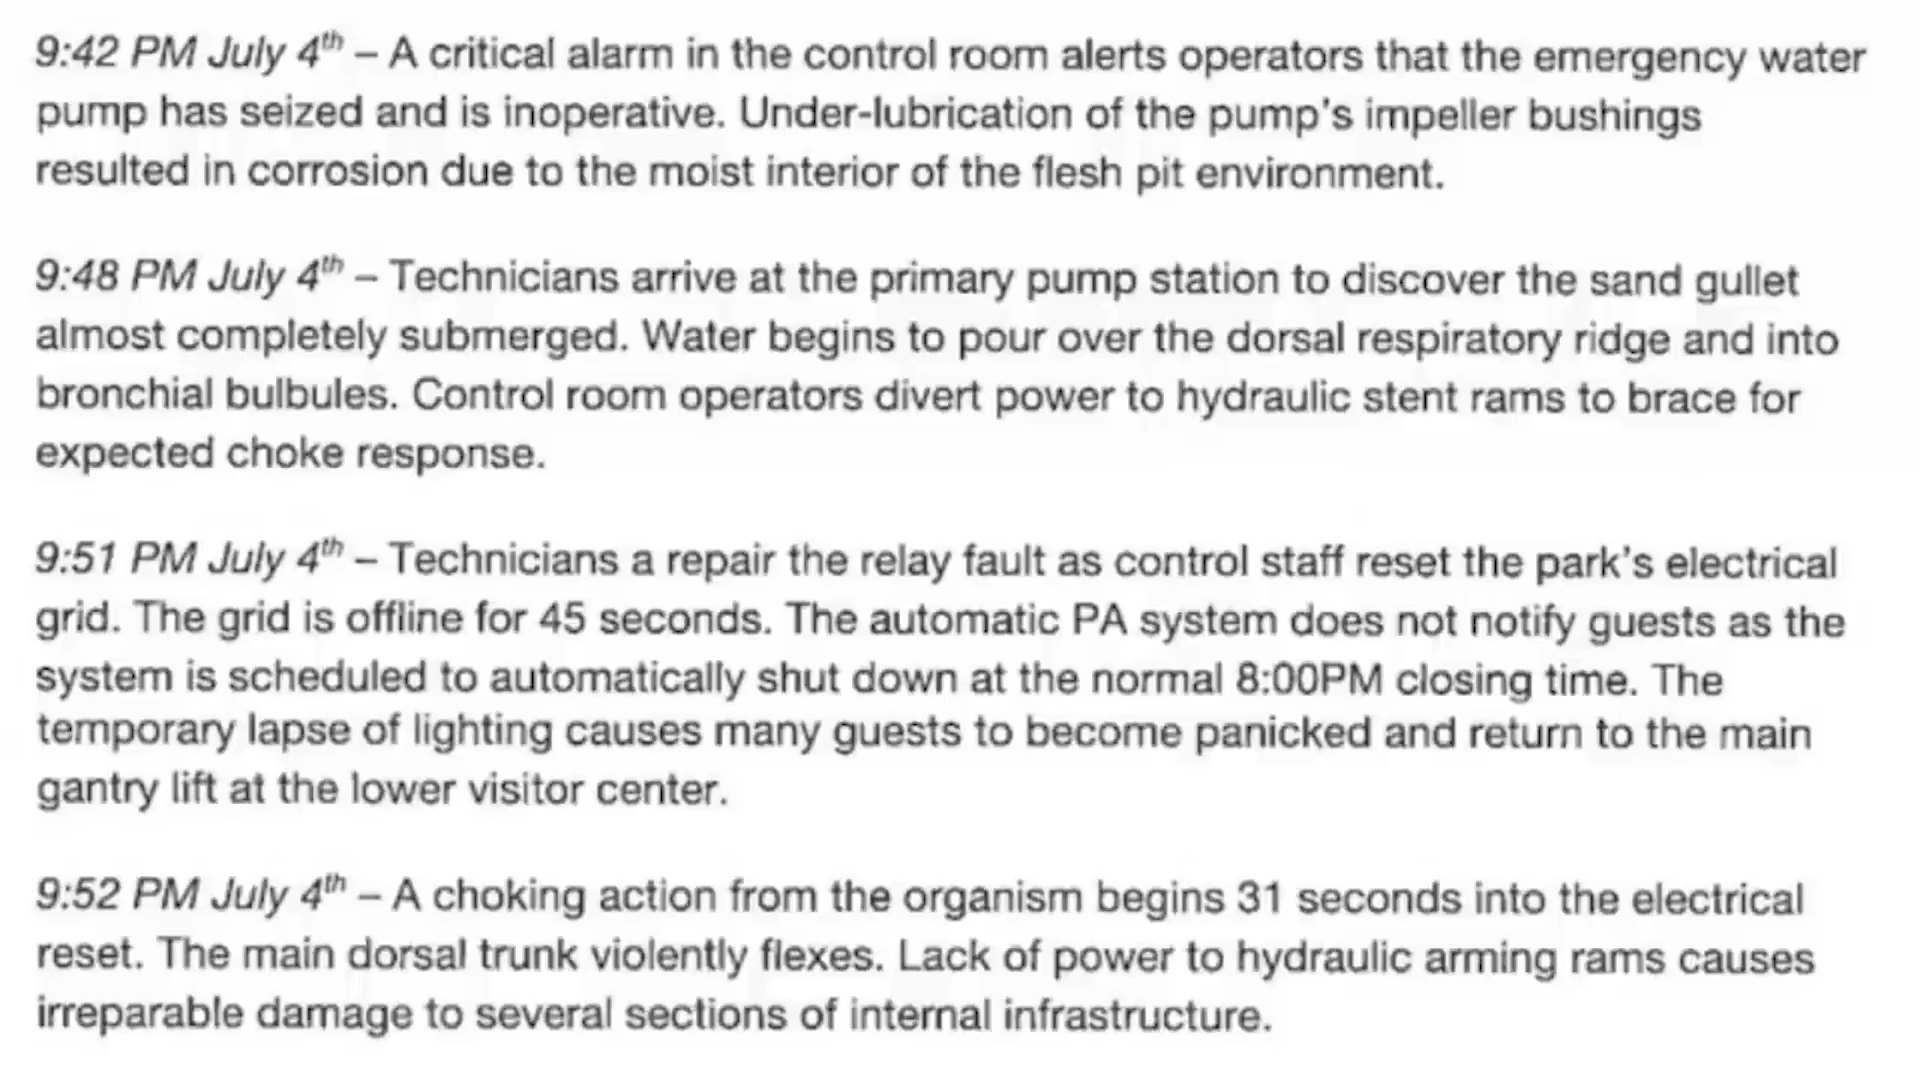 9:42 PM July 4th – A critical alarm in the control room alerts operators that the emergency water
pump has seized and is inoperative. Under-lubrication of the pump's impeller bushings
resulted in corrosion due to the moist interior of the flesh pit environment.
9:48 PM July 4th – Technicians arrive at the primary pump station to discover the sand gullet
almost completely submerged. Water begins to pour over the dorsal respiratory ridge and into
bronchial bulbules. Control room operators divert power to hydraulic stent rams to brace for
expected choke response.
9:51 PM July 4th – Technicians a repair the relay fault as control staff reset the park's electrical
grid. The grid is offline for 45 seconds. The automatic PA system does not notify guests as the
system is scheduled to automatically shut down at the normal 8:00PM closing time. The
temporary lapse of lighting causes many guests to become panicked and return to the main
gantry lift at the lower visitor center.
9:52 PM July 4th – A choking action from the organism begins 31 seconds into the electrical
reset. The main dorsal trunk violently flexes. Lack of power to hydraulic arming rams causes
irreparable damage to several sections of internal infrastructure.